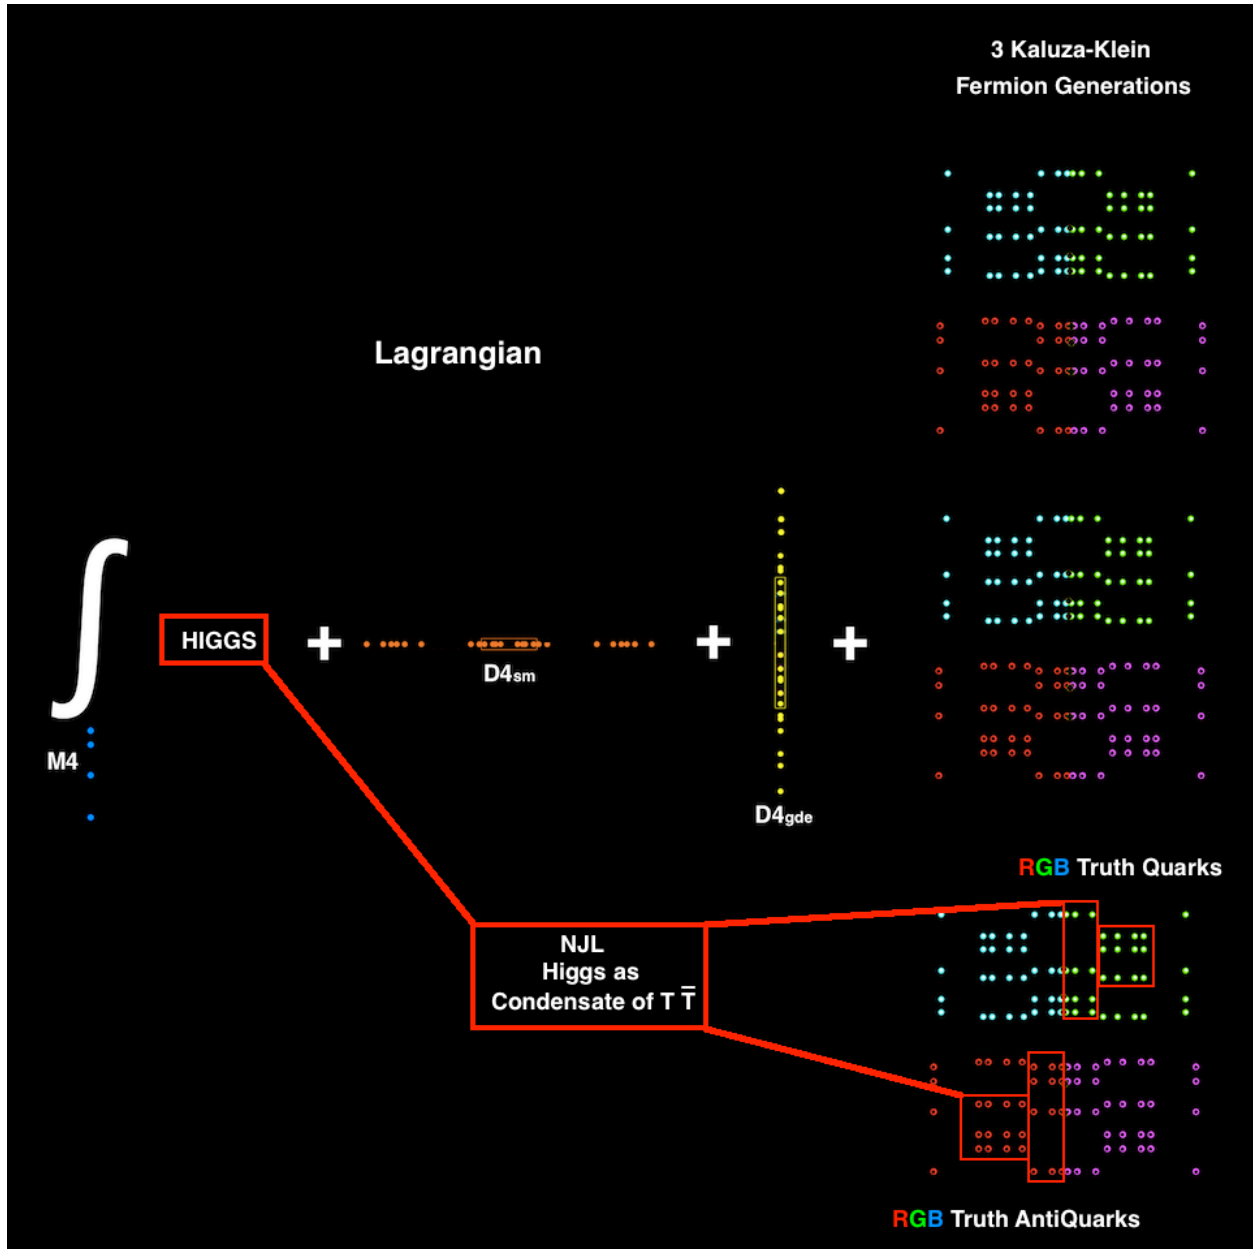 3 Kaluza-Klein
Fermion Generations
Lagrangian
∫
HIGGS + D4sm + D4gde +
M4
RGB Truth Quarks
NJL
Higgs as
Condensate of T T̅
RGB Truth AntiQuarks